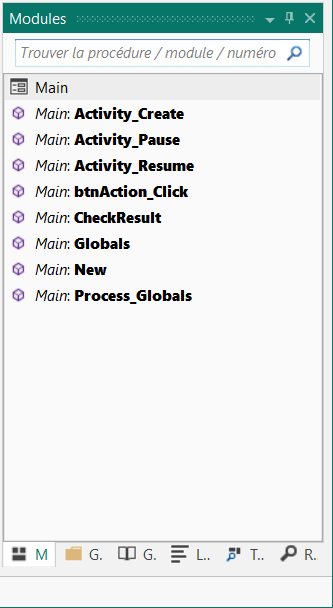 Modules
Trouver la procédure / module / numéro
Main
Main: Activity_Create
Main: Activity_Pause
Main: Activity_Resume
Main: btnAction_Click
Main: CheckResult
Main: Globals
Main: New
Main: Process_Globals
M G. G. L.. T.. R.